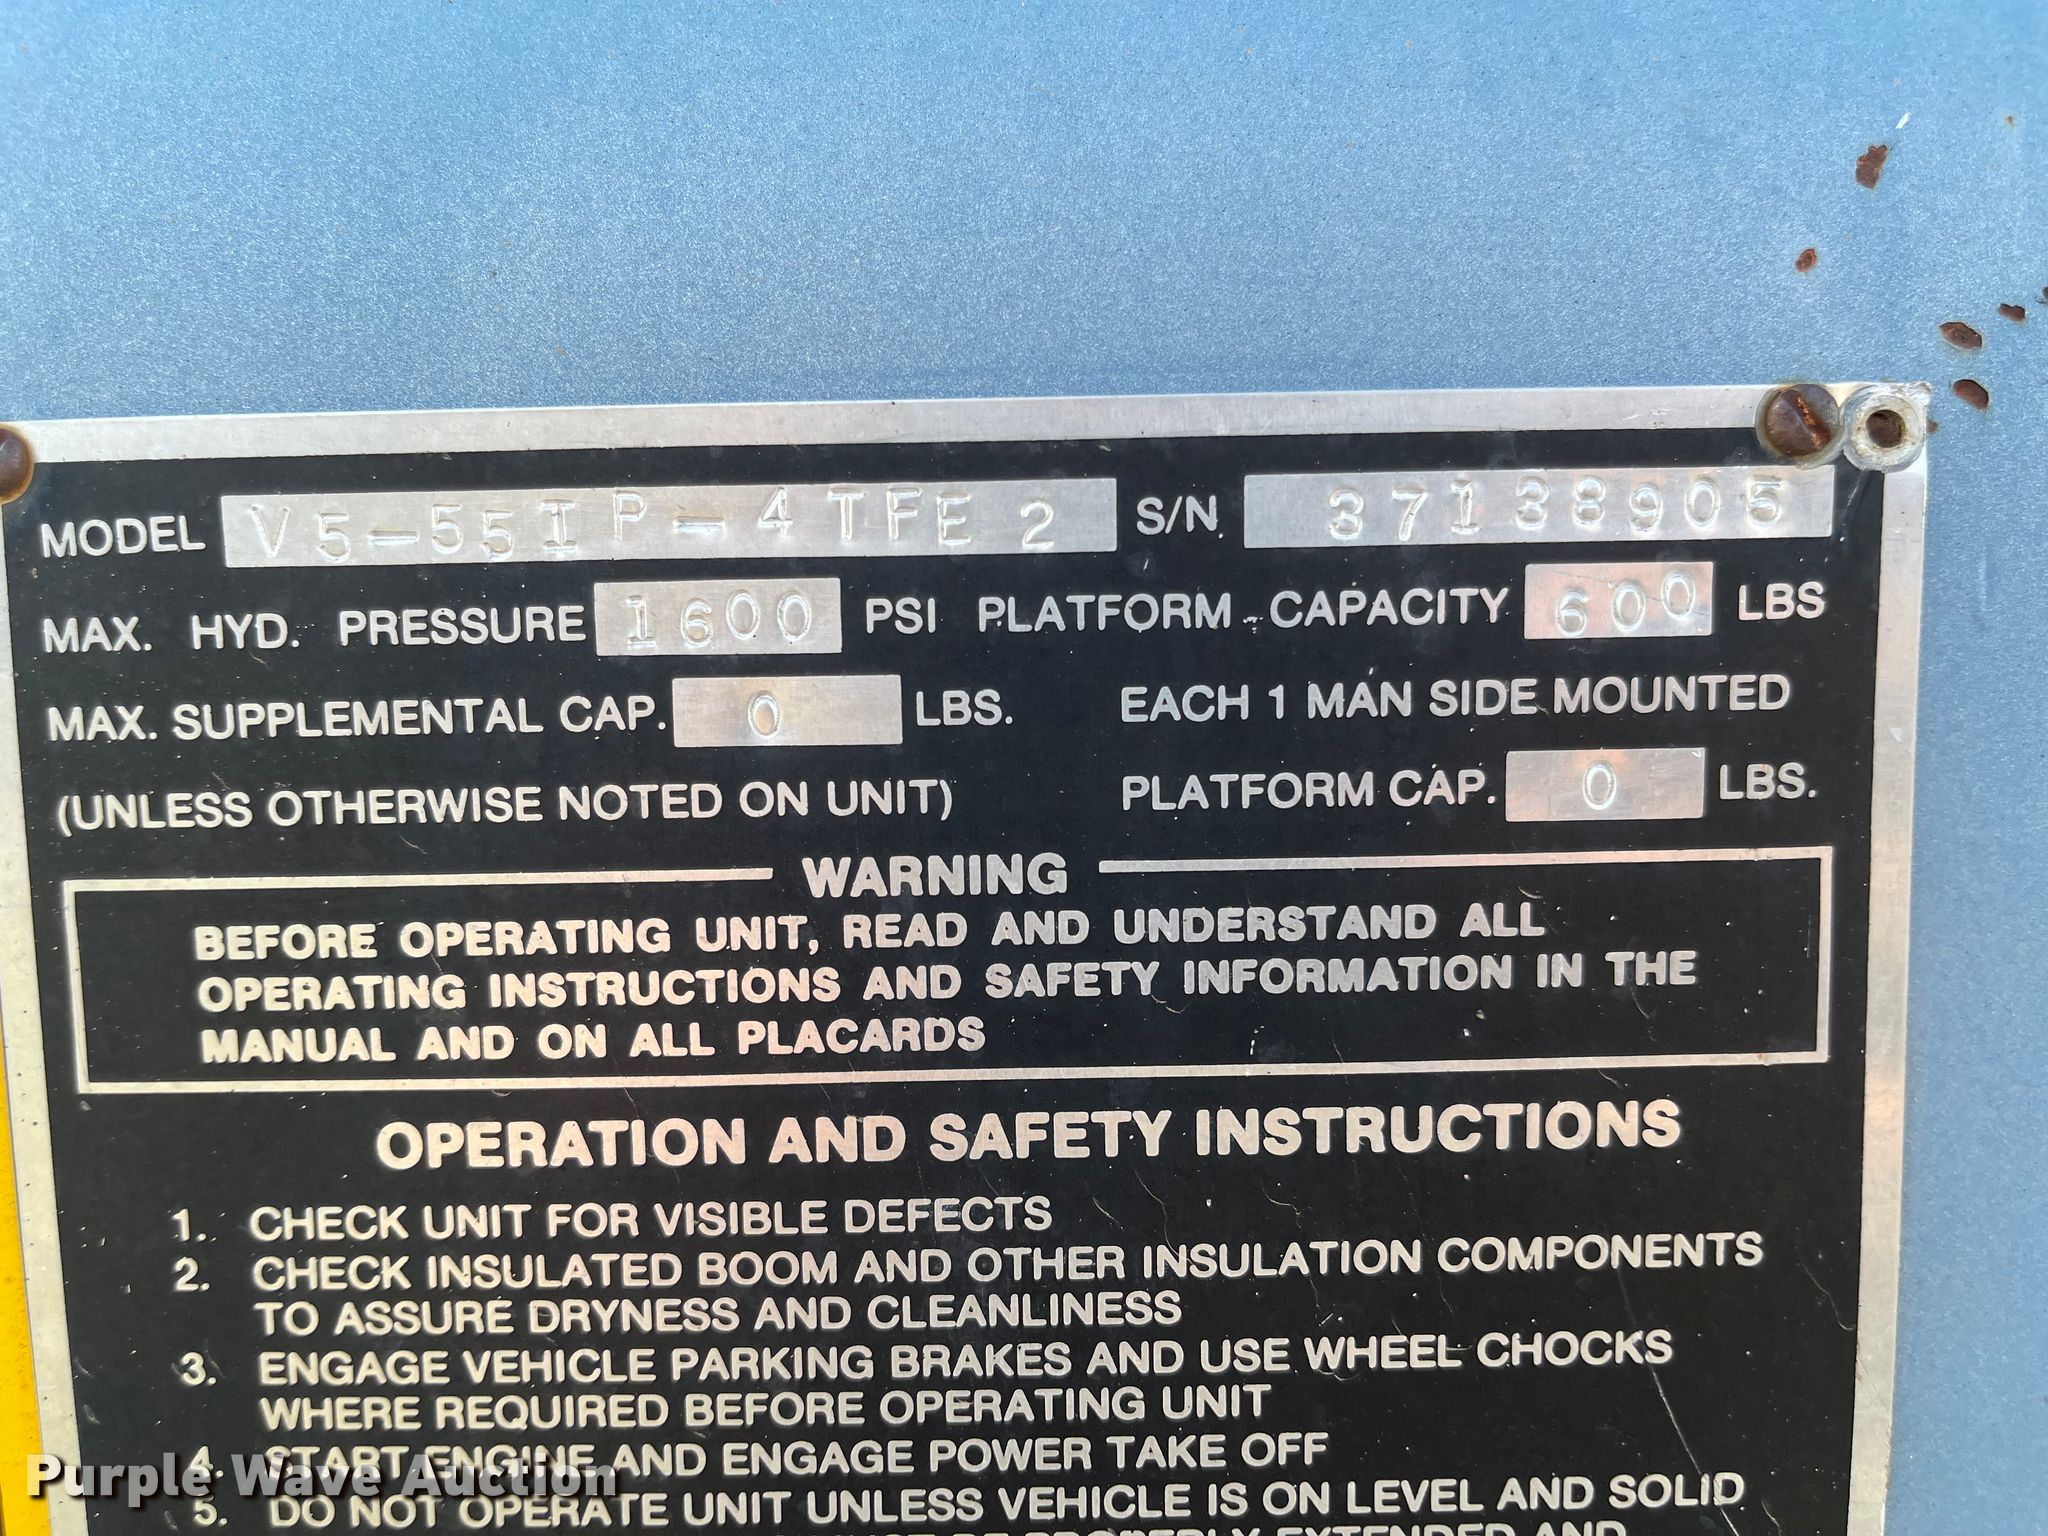 MODEL V5-55IP-4TFE2 S/N 37138905
MAX. HYD. PRESSURE 1600 PSI PLATFORM CAPACITY 600 LBS
MAX. SUPPLEMENTAL CAP. 0 LBS. EACH 1 MAN SIDE MOUNTED
(UNLESS OTHERWISE NOTED ON UNIT) PLATFORM CAP. 0 LBS.
WARNING
BEFORE OPERATING UNIT, READ AND UNDERSTAND ALL
OPERATING INSTRUCTIONS AND SAFETY INFORMATION IN THE
MANUAL AND ON ALL PLACARDS
OPERATION AND SAFETY INSTRUCTIONS
1. CHECK UNIT FOR VISIBLE DEFECTS
2. CHECK INSULATED BOOM AND OTHER INSULATION COMPONENTS
TO ASSURE DRYNESS AND CLEANLINESS
3. ENGAGE VEHICLE PARKING BRAKES AND USE WHEEL CHOCKS
WHERE REQUIRED BEFORE OPERATING UNIT
4. START ENGINE AND ENGAGE POWER TAKE OFF
5. DO NOT OPERATE UNIT UNLESS VEHICLE IS ON LEVEL AND SOLID
PROPERLY EXTENDED AND
Purple Wave Auction